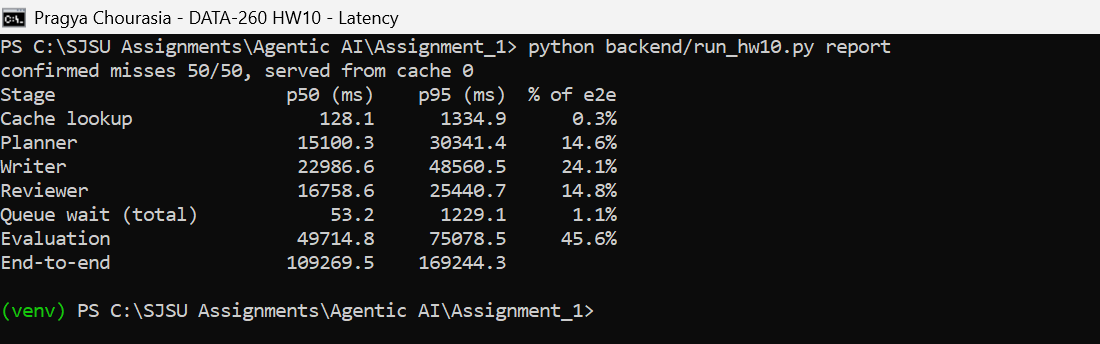 Pragya Chourasia - DATA-260 HW10 - Latency
PS C:\SJSU Assignments\Agentic AI\Assignment_1> python backend/run_hw10.py report
confirmed misses 50/50, served from cache 0
Stage                   p50 (ms)    p95 (ms)  % of e2e
Cache lookup               128.1      1334.9      0.3%
Planner                  15100.3     30341.4     14.6%
Writer                   22986.6     48560.5     24.1%
Reviewer                 16758.6     25440.7     14.8%
Queue wait (total)          53.2      1229.1      1.1%
Evaluation               49714.8     75078.5     45.6%
End-to-end              109269.5    169244.3
(venv) PS C:\SJSU Assignments\Agentic AI\Assignment_1>